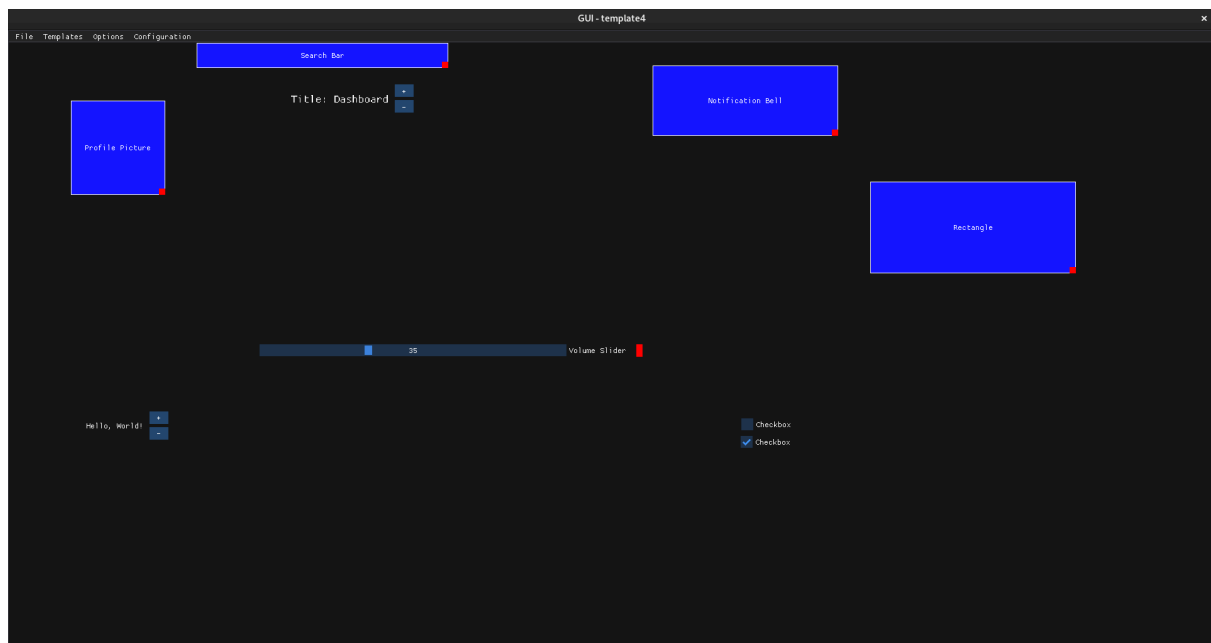 GUI - template4 ×
File Templates Options Configuration
Search Bar
Title: Dashboard +
-
Notification Bell
Profile Picture
Rectangle
35 Volume Slider
Hello, World! +
-
Checkbox
Checkbox